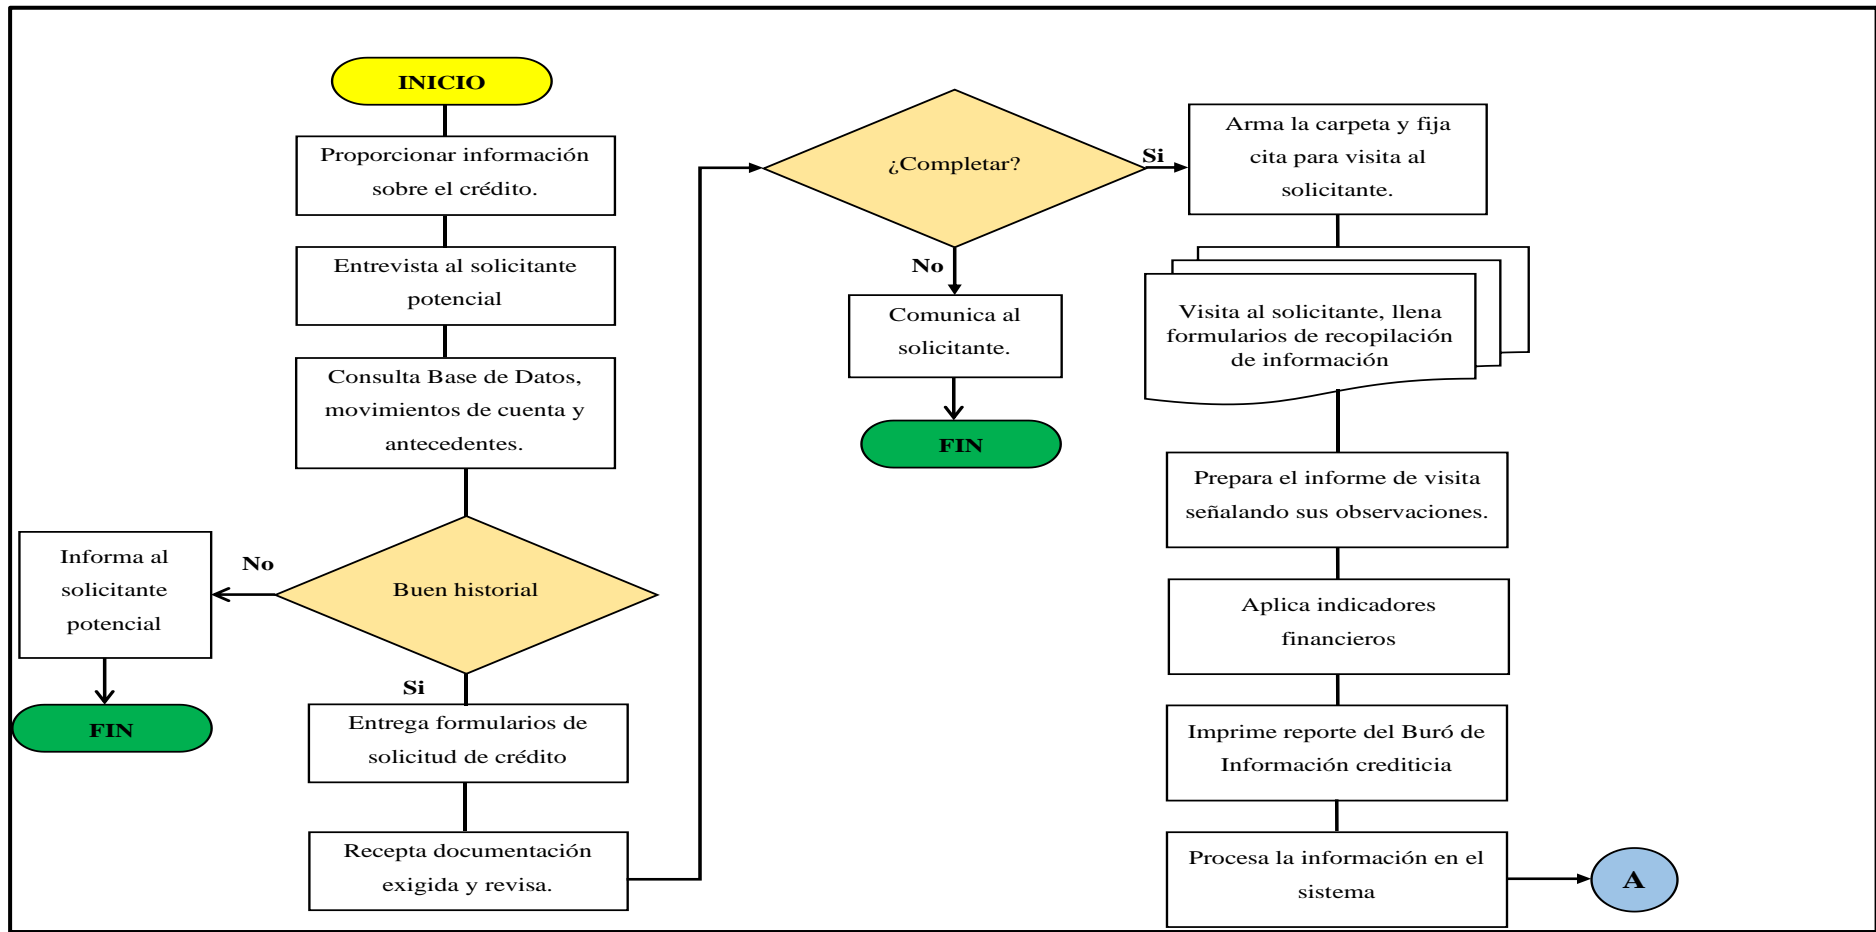 INICIO
Proporcionar información
sobre el crédito.
Entrevista al solicitante
potencial
Consulta Base de Datos,
movimientos de cuenta y
antecedentes.
Buen historial
No
Informa al
solicitante
potencial
FIN
Si
Entrega formularios de
solicitud de crédito
Recepta documentación
exigida y revisa.
¿Completar?
No
Comunica al
solicitante.
FIN
Si
Arma la carpeta y fija
cita para visita al
solicitante.
Visita al solicitante, llena
formularios de recopilación
de información
Prepara el informe de visita
señalando sus observaciones.
Aplica indicadores
financieros
Imprime reporte del Buró de
Información crediticia
Procesa la información en el
sistema
A